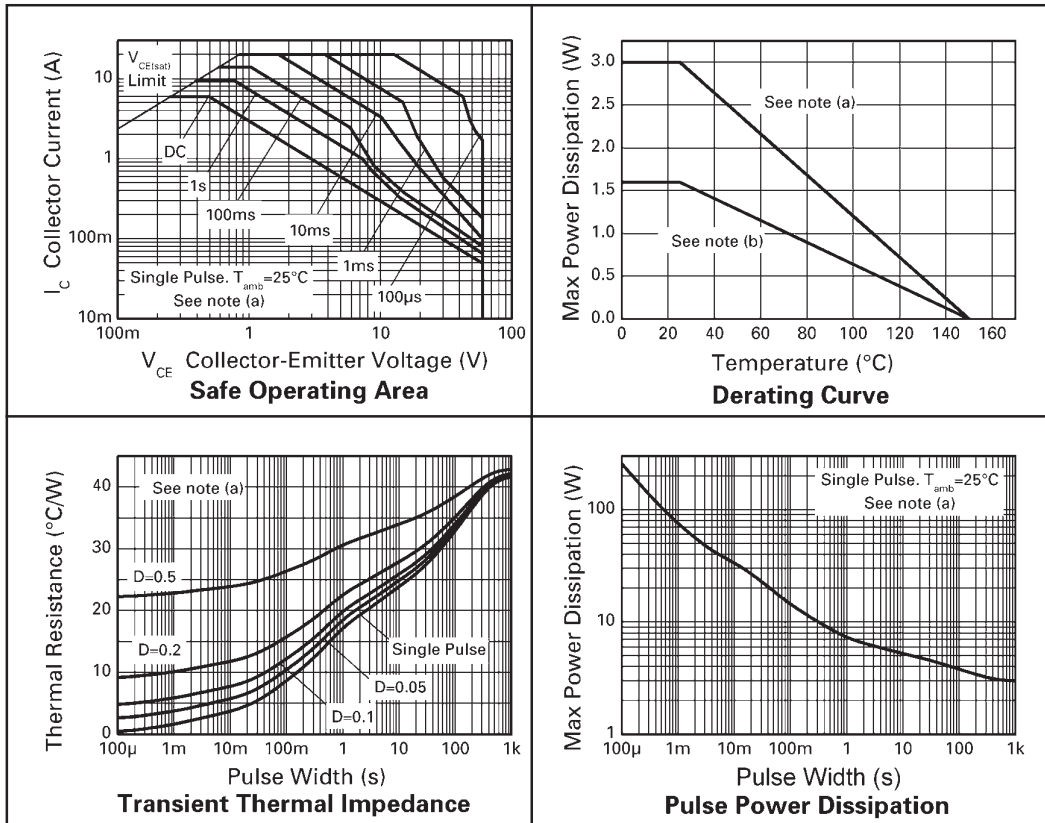 I_C Collector Current (A)
10
1
100m
10m
V_CE(sat)
Limit
DC
1s
100ms
10ms
1ms
100µs
Single Pulse. T_amb=25°C
See note (a)
100m 1 10 100
V_CE Collector-Emitter Voltage (V)
Safe Operating Area
Max Power Dissipation (W)
3.0
2.5
2.0
1.5
1.0
0.5
0.0
See note (a)
See note (b)
0 20 40 60 80 100 120 140 160
Temperature (°C)
Derating Curve
Thermal Resistance (°C/W)
40
30
20
10
0
See note (a)
D=0.5
D=0.2
Single Pulse
D=0.05
D=0.1
100µ 1m 10m 100m 1 10 100 1k
Pulse Width (s)
Transient Thermal Impedance
Max Power Dissipation (W)
100
10
1
Single Pulse. T_amb=25°C
See note (a)
100µ 1m 10m 100m 1 10 100 1k
Pulse Width (s)
Pulse Power Dissipation